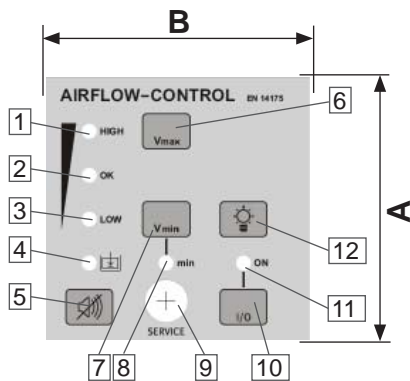 B
AIRFLOW-CONTROL EN 14175
1 HIGH Vmax 6
2 OK
3 LOW Vmin
4 min ON 12
5 I/O 11
SERVICE
7 8 9 10
A